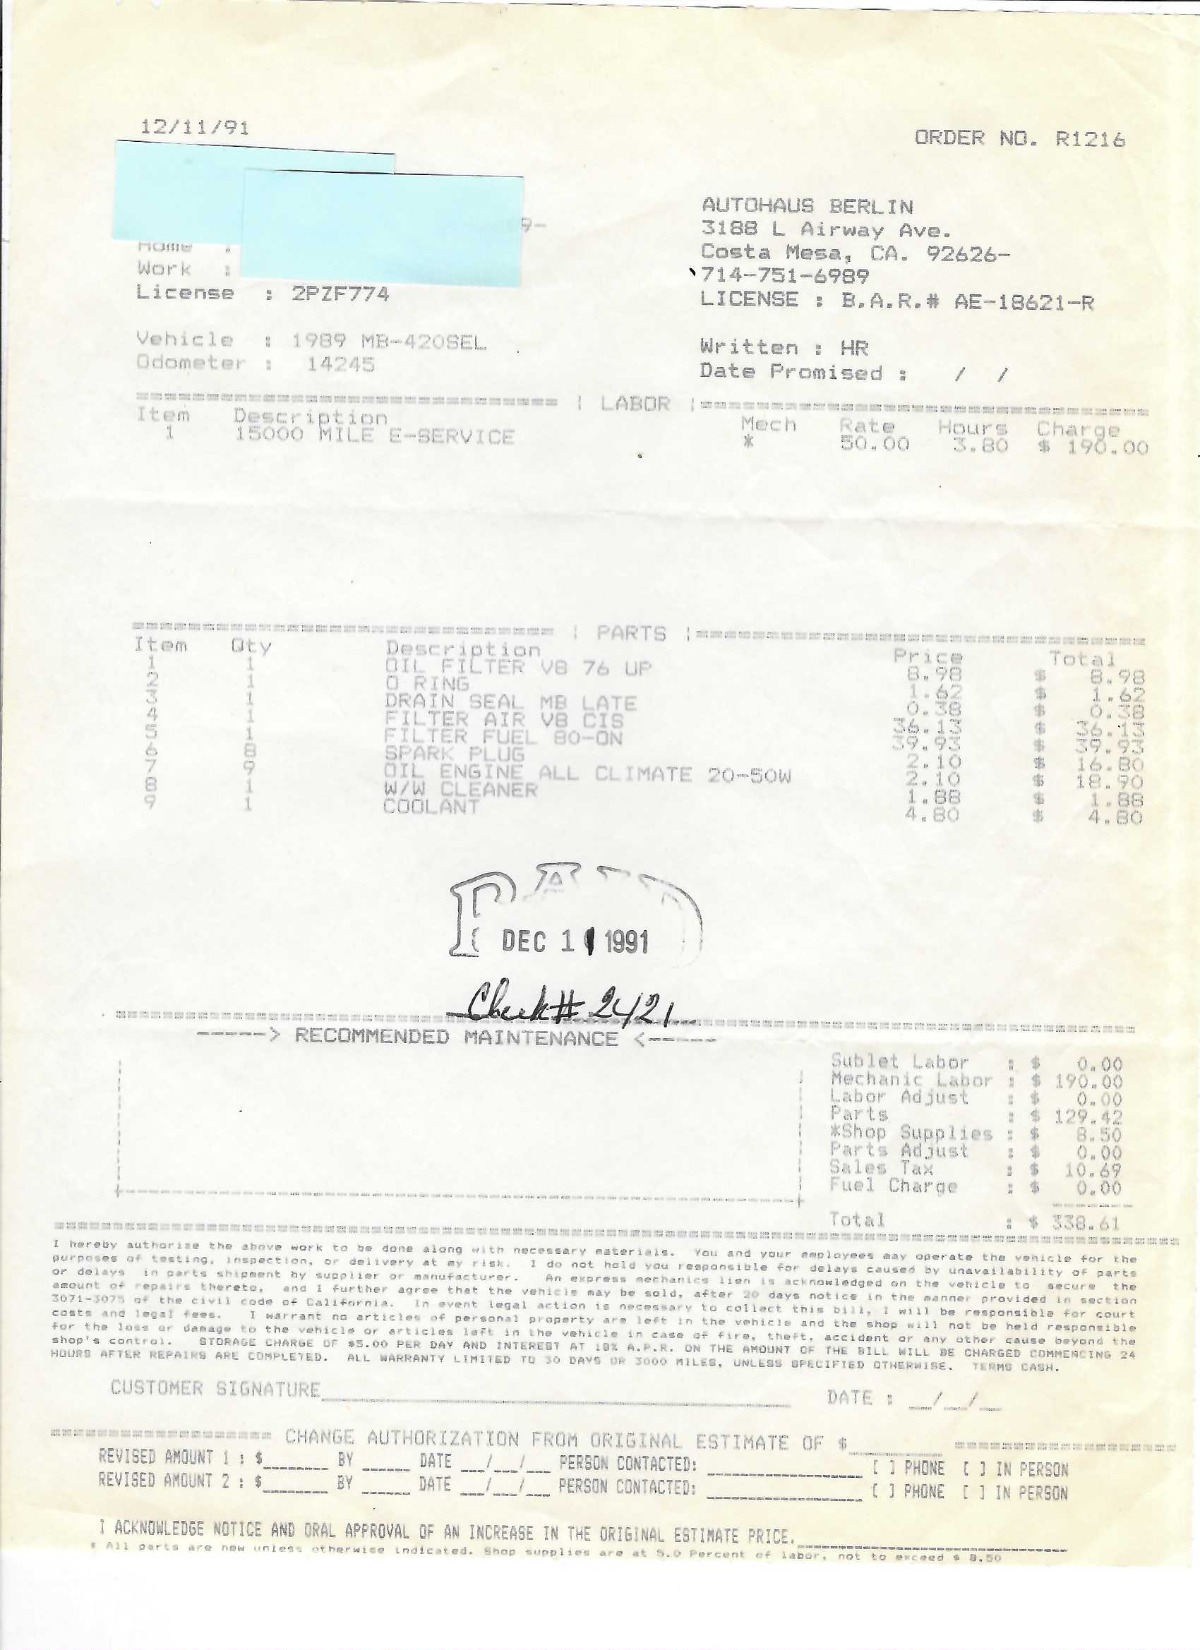 12/11/91
ORDER NO. R1216
9-
AUTOHAUS BERLIN
3188 L Airway Ave.
Costa Mesa, CA. 92626-
714-751-6989
LICENSE : B.A.R.# AE-18621-R
Home :
Work :
License : 2PZF774
Vehicle : 1989 MB-420SEL
Odometer : 14245
Written : HR
Date Promised : / /
LABOR
Item Description Mech Rate Hours Charge
1 15000 MILE E-SERVICE * 50.00 3.80 $ 190.00
PARTS
Item Qty Description Price Total
1 1 OIL FILTER V8 76 UP 8.98 $ 8.98
2 1 O RING 1.62 $ 1.62
3 1 DRAIN SEAL MB LATE 0.38 $ 0.38
4 1 FILTER AIR V8 CIS 36.13 $ 36.13
5 1 FILTER FUEL 80-ON 39.93 $ 39.93
6 8 SPARK PLUG 2.10 $ 16.80
7 9 OIL ENGINE ALL CLIMATE 20-50W 2.10 $ 18.90
8 1 W/W CLEANER 1.88 $ 1.88
9 1 COOLANT 4.80 $ 4.80
PAID
DEC 11 1991
Check# 2421
-----> RECOMMENDED MAINTENANCE <-----
Sublet Labor : $ 0.00
Mechanic Labor : $ 190.00
Labor Adjust : $ 0.00
Parts : $ 129.42
*Shop Supplies : $ 8.50
Parts Adjust : $ 0.00
Sales Tax : $ 10.69
Fuel Charge : $ 0.00
Total : $ 338.61
I hereby authorize the above work to be done along with necessary materials. You and your employees may operate the vehicle for the
purposes of testing, inspection, or delivery at my risk. I do not hold you responsible for delays caused by unavailability of parts
or delays in parts shipment by supplier or manufacturer. An express mechanics lien is acknowledged on the vehicle to secure the
amount of repairs thereto, and I further agree that the vehicle may be sold, after 20 days notice in the manner provided in section
3071-3075 of the civil code of California. In event legal action is necessary to collect this bill, I will be responsible for court
costs and legal fees. I warrant no articles of personal property are left in the vehicle and the shop will not be held responsible
for the loss or damage to the vehicle or articles left in the vehicle in case of fire, theft, accident or any other cause beyond the
shop's control. STORAGE CHARGE OF $5.00 PER DAY AND INTEREST AT 18% A.P.R. ON THE AMOUNT OF THE BILL WILL BE CHARGED COMMENCING 24
HOURS AFTER REPAIRS ARE COMPLETED. ALL WARRANTY LIMITED TO 30 DAYS OR 3000 MILES, UNLESS SPECIFIED OTHERWISE. TERMS CASH.
CUSTOMER SIGNATURE DATE : __/__/__
CHANGE AUTHORIZATION FROM ORIGINAL ESTIMATE OF $
REVISED AMOUNT 1 : $______ BY _____ DATE ___/___/___ PERSON CONTACTED: ______________ [ ] PHONE [ ] IN PERSON
REVISED AMOUNT 2 : $______ BY _____ DATE ___/___/___ PERSON CONTACTED: ______________ [ ] PHONE [ ] IN PERSON
I ACKNOWLEDGE NOTICE AND ORAL APPROVAL OF AN INCREASE IN THE ORIGINAL ESTIMATE PRICE.
* All parts are new unless otherwise indicated. Shop supplies are at 5.0 Percent of labor, not to exceed $ 8.50